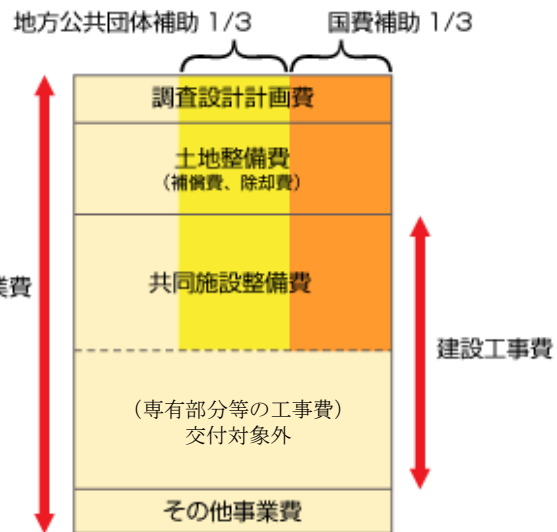 地方公共団体補助 1/3
国費補助 1/3
調査設計計画費
土地整備費
（補償費、除却費）
業費
共同施設整備費
建設工事費
（専有部分等の工事費）
交付対象外
その他事業費